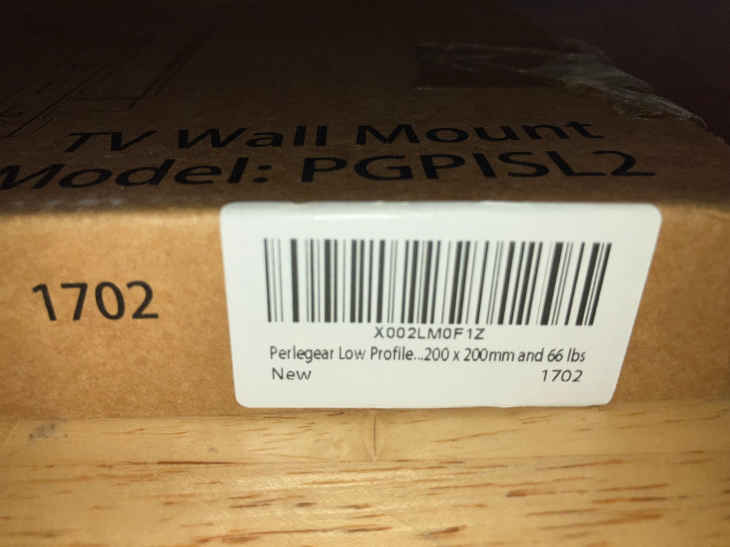 TV Wall Mount
Model: PGPISL2
1702
X002LM0F1Z
Perlegear Low Profile...200 x 200mm and 66 lbs
New 1702